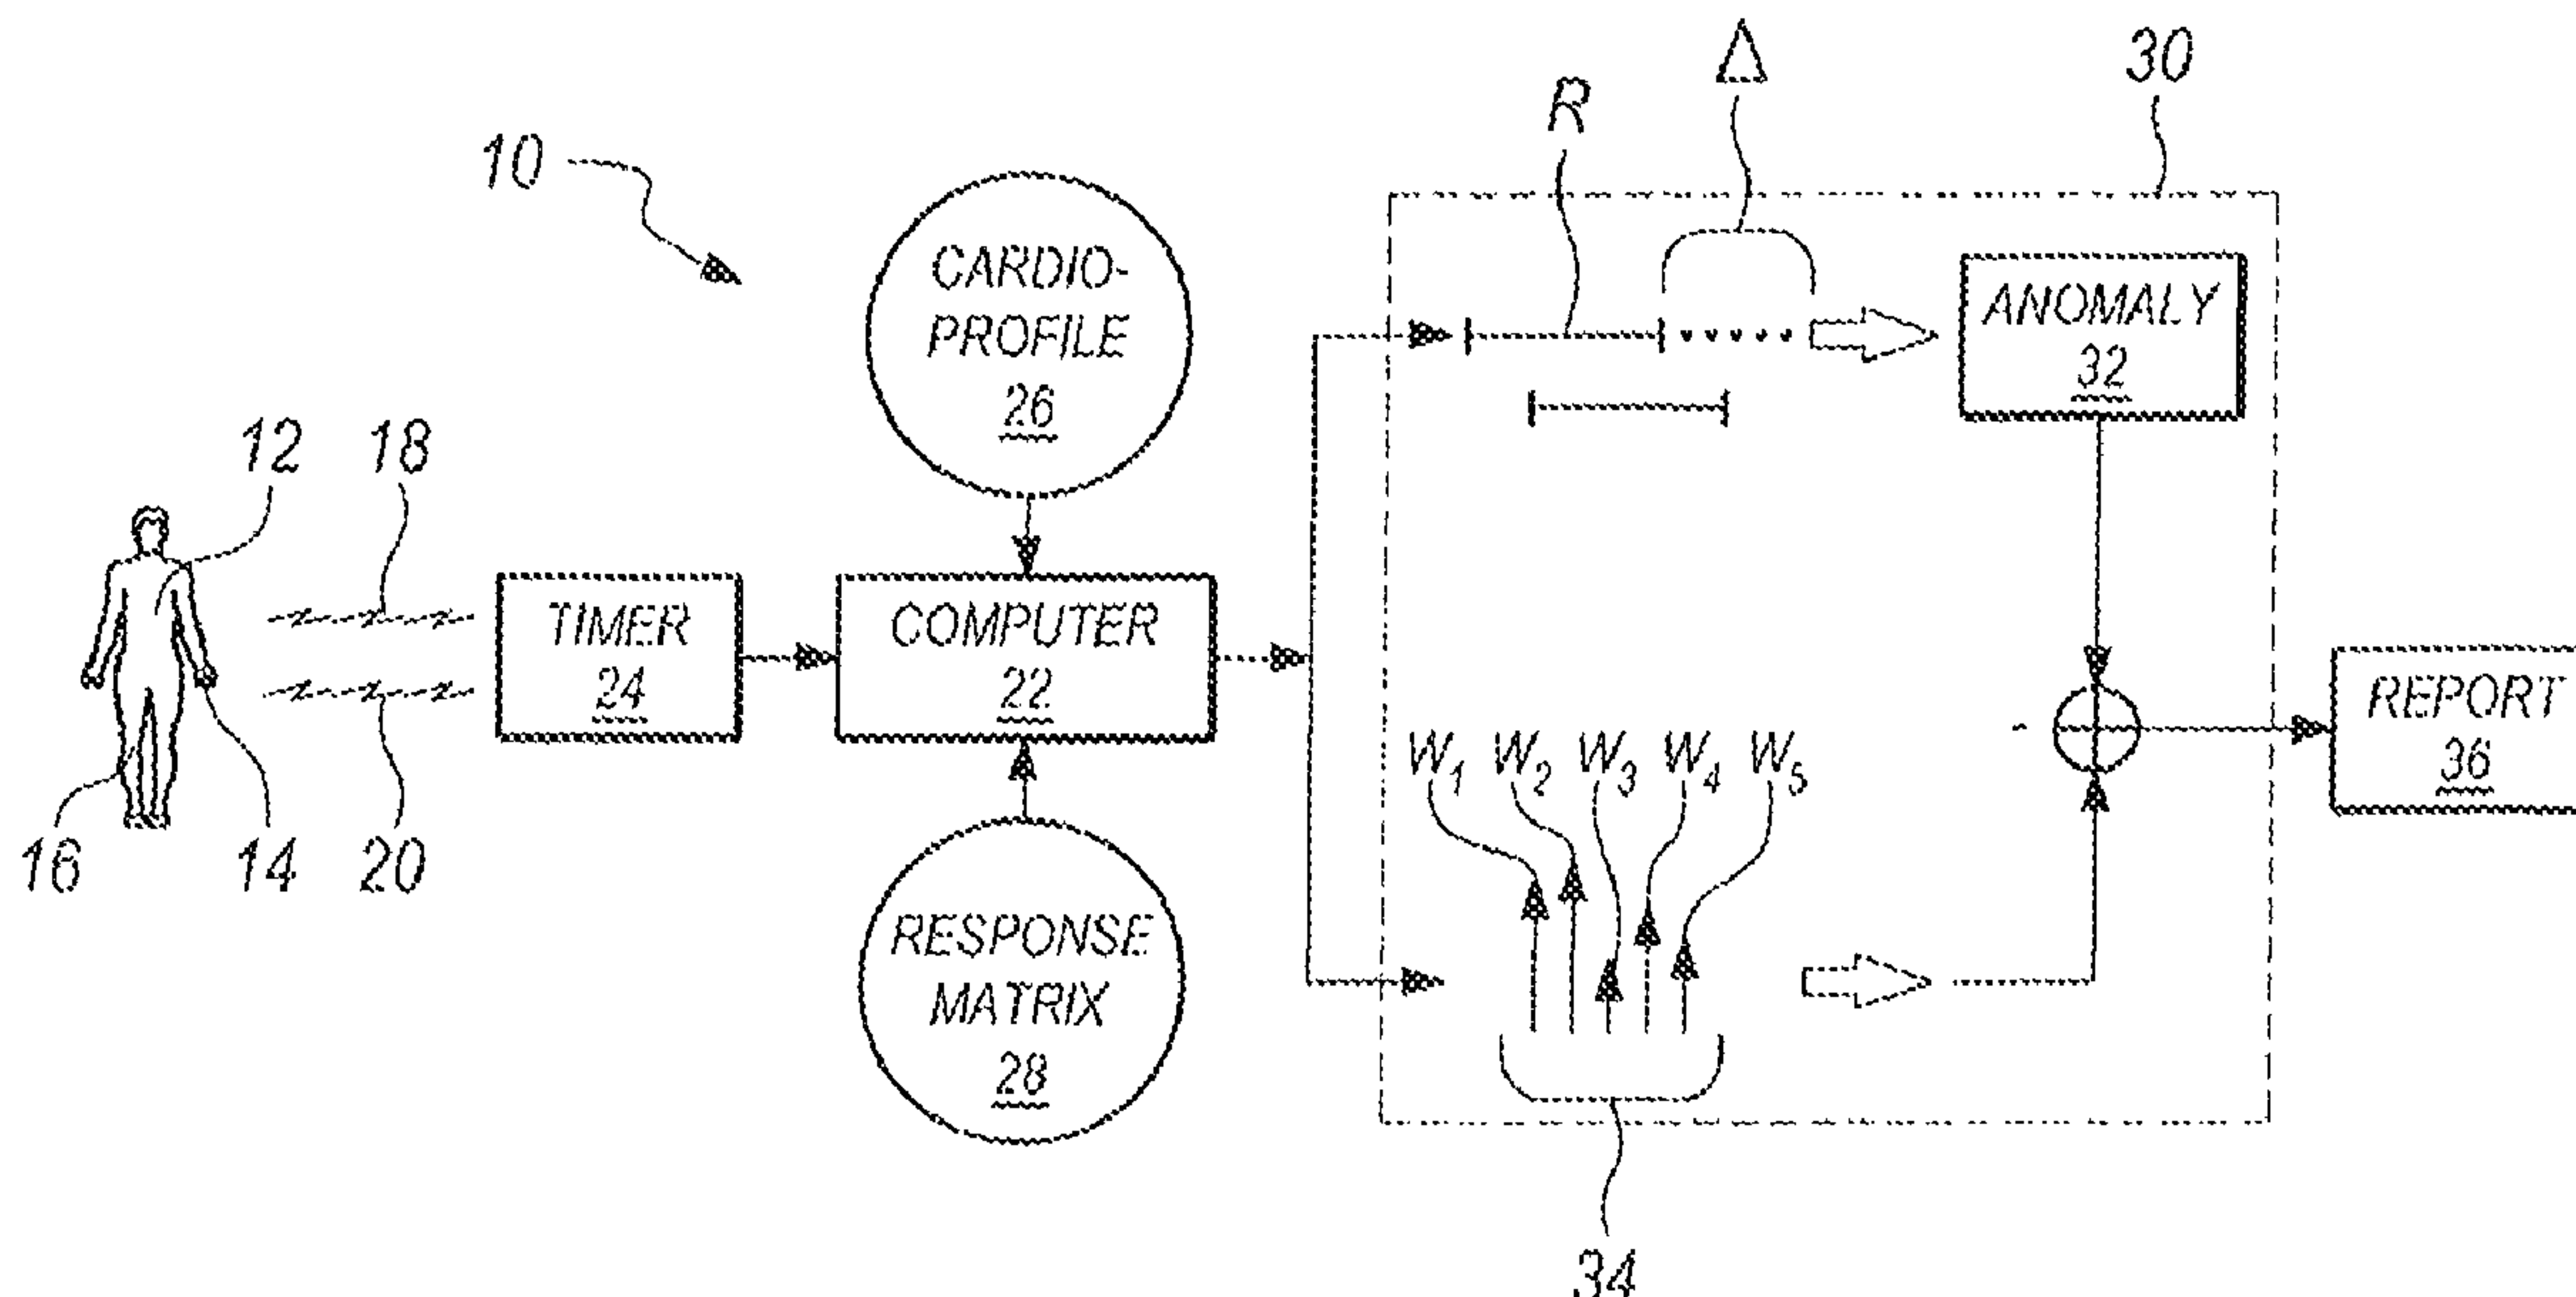 Δ
30
R
10
CARDIO-
PROFILE
26
ANOMALY
32
12
18
TIMER
24
COMPUTER
22
REPORT
36
W1 W2 W3 W4 W5
16
14
20
RESPONSE
MATRIX
28
34